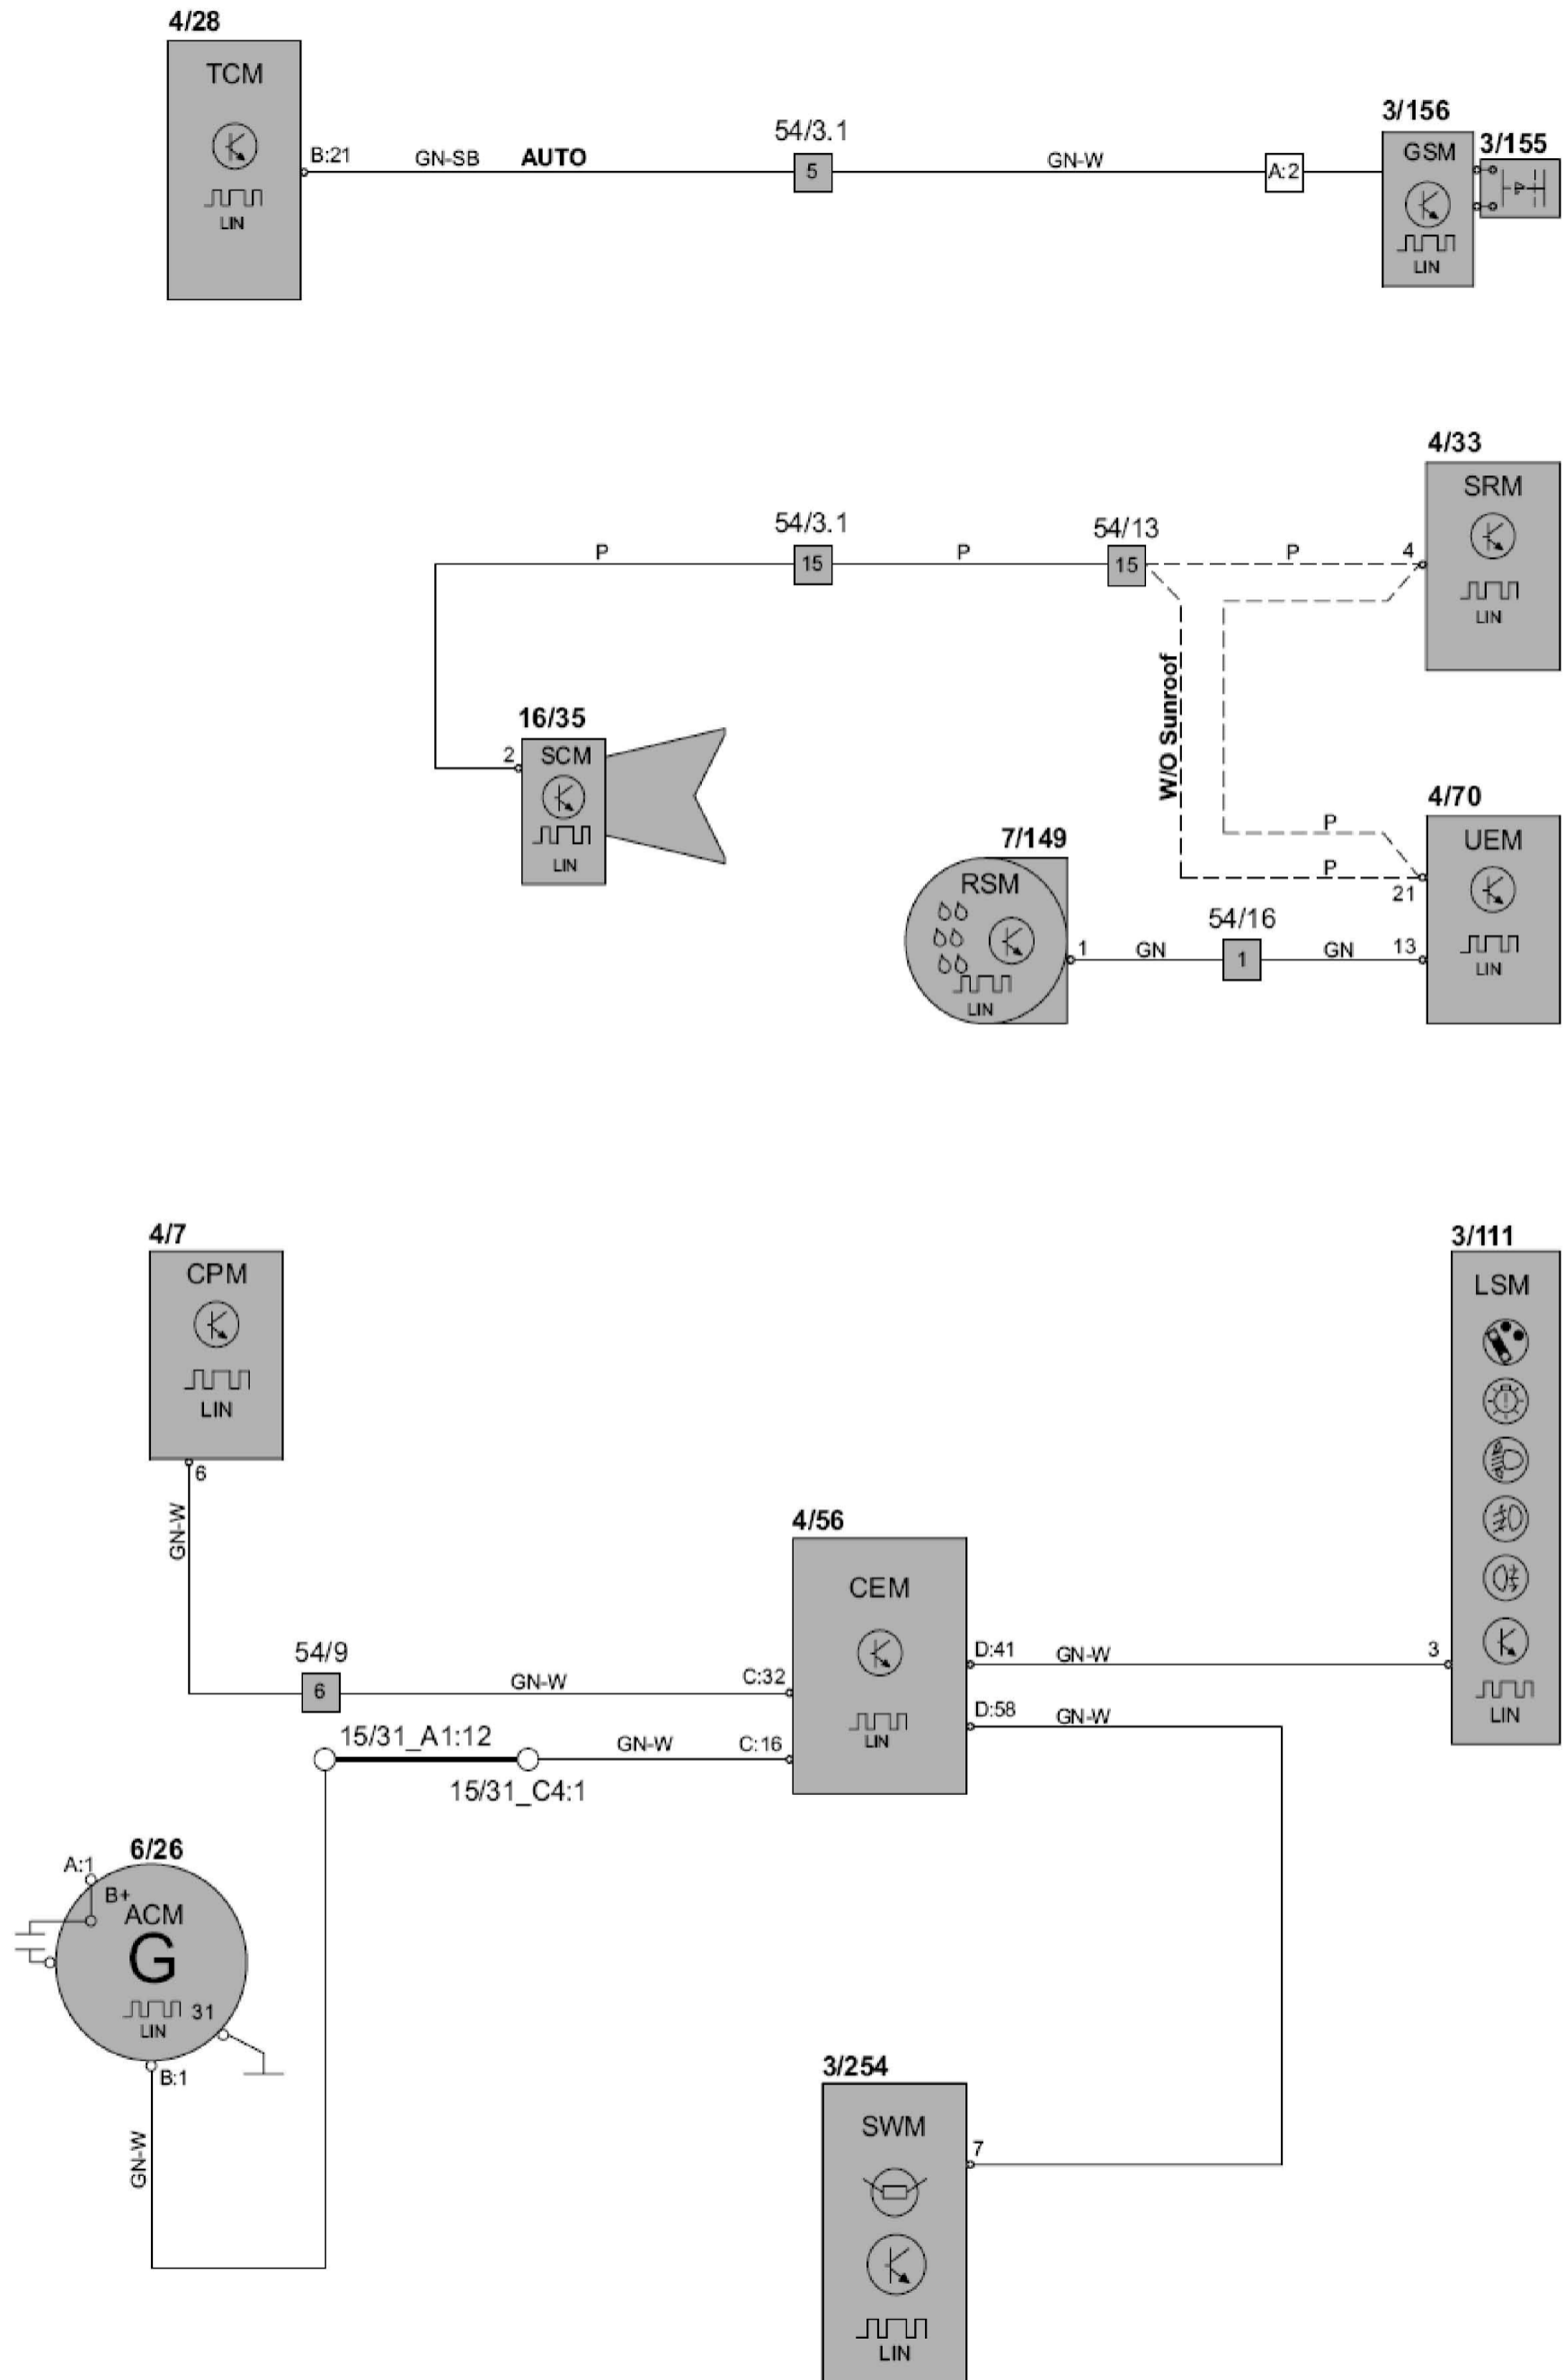 4/28
TCM
LIN
B:21
GN-SB
AUTO
54/3.1
5
GN-W
A:2
3/156
GSM
LIN
3/155
4/33
SRM
LIN
54/3.1
54/13
P
15
P
15
P
4
W/O Sunroof
16/35
2
SCM
LIN
4/70
UEM
LIN
P
P
21
7/149
RSM
LIN
54/16
1
GN
1
GN
13
4/7
CPM
LIN
6
GN-W
3/111
LSM
LIN
4/56
CEM
LIN
54/9
6
GN-W
C:32
D:41
GN-W
3
D:58
GN-W
15/31_A1:12
GN-W
C:16
15/31_C4:1
6/26
A:1
B+
ACM
G
31
LIN
B:1
GN-W
3/254
SWM
7
LIN